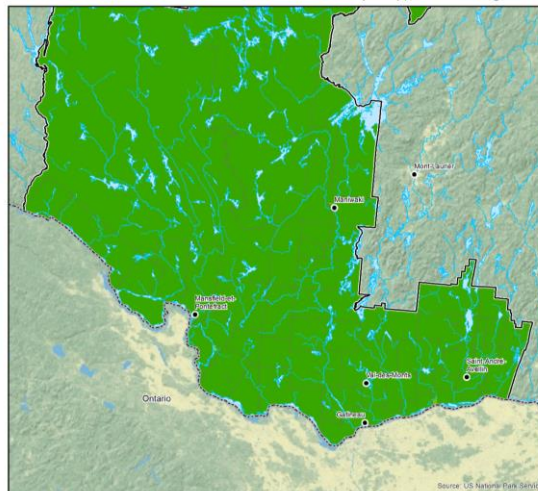 Mont-Laurier
Maniwaki
Mansfield-et-
Pontefract
Saint-André-
Avellin
Val-des-Monts
Ontario
Gatineau
Source: US National Park Service